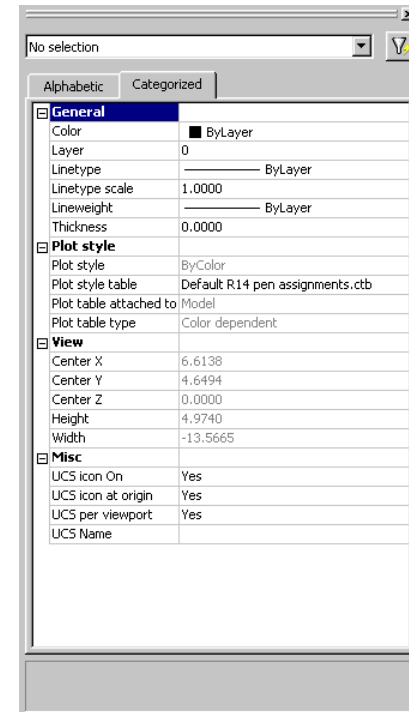 No selection
Alphabetic Categorized
General
Color ByLayer
Layer 0
Linetype ByLayer
Linetype scale 1.0000
Lineweight ByLayer
Thickness 0.0000
Plot style
Plot style ByColor
Plot style table Default R14 pen assignments.ctb
Plot table attached to Model
Plot table type Color dependent
View
Center X 6.6138
Center Y 4.6494
Center Z 0.0000
Height 4.9740
Width -13.5665
Misc
UCS icon On Yes
UCS icon at origin Yes
UCS per viewport Yes
UCS Name